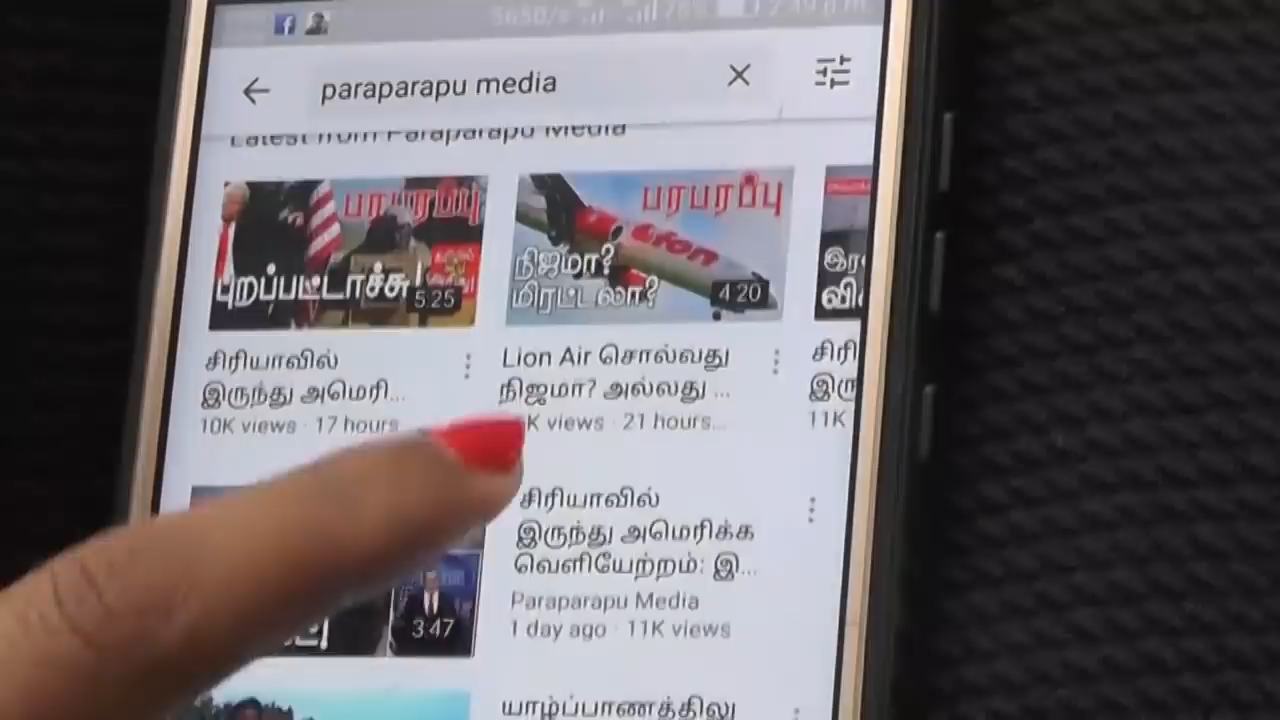 paraparapu media
Latest from Paraparapu Media
பரபரப்பு
புறப்பட்டாச்சு!
5:25
பரபரப்பு
நிஜமா?
மிரட்டலா?
4:20
சிரியாவில்
இருந்து அமெரி...
10K views · 17 hours
Lion Air சொல்வது
நிஜமா? அல்லது ...
K views · 21 hours...
சிரி
இரு
11K
சிரியாவில்
இருந்து அமெரிக்க
வெளியேற்றம்: இ...
Paraparapu Media
1 day ago · 11K views
3:47
யாழ்ப்பாணத்திலு